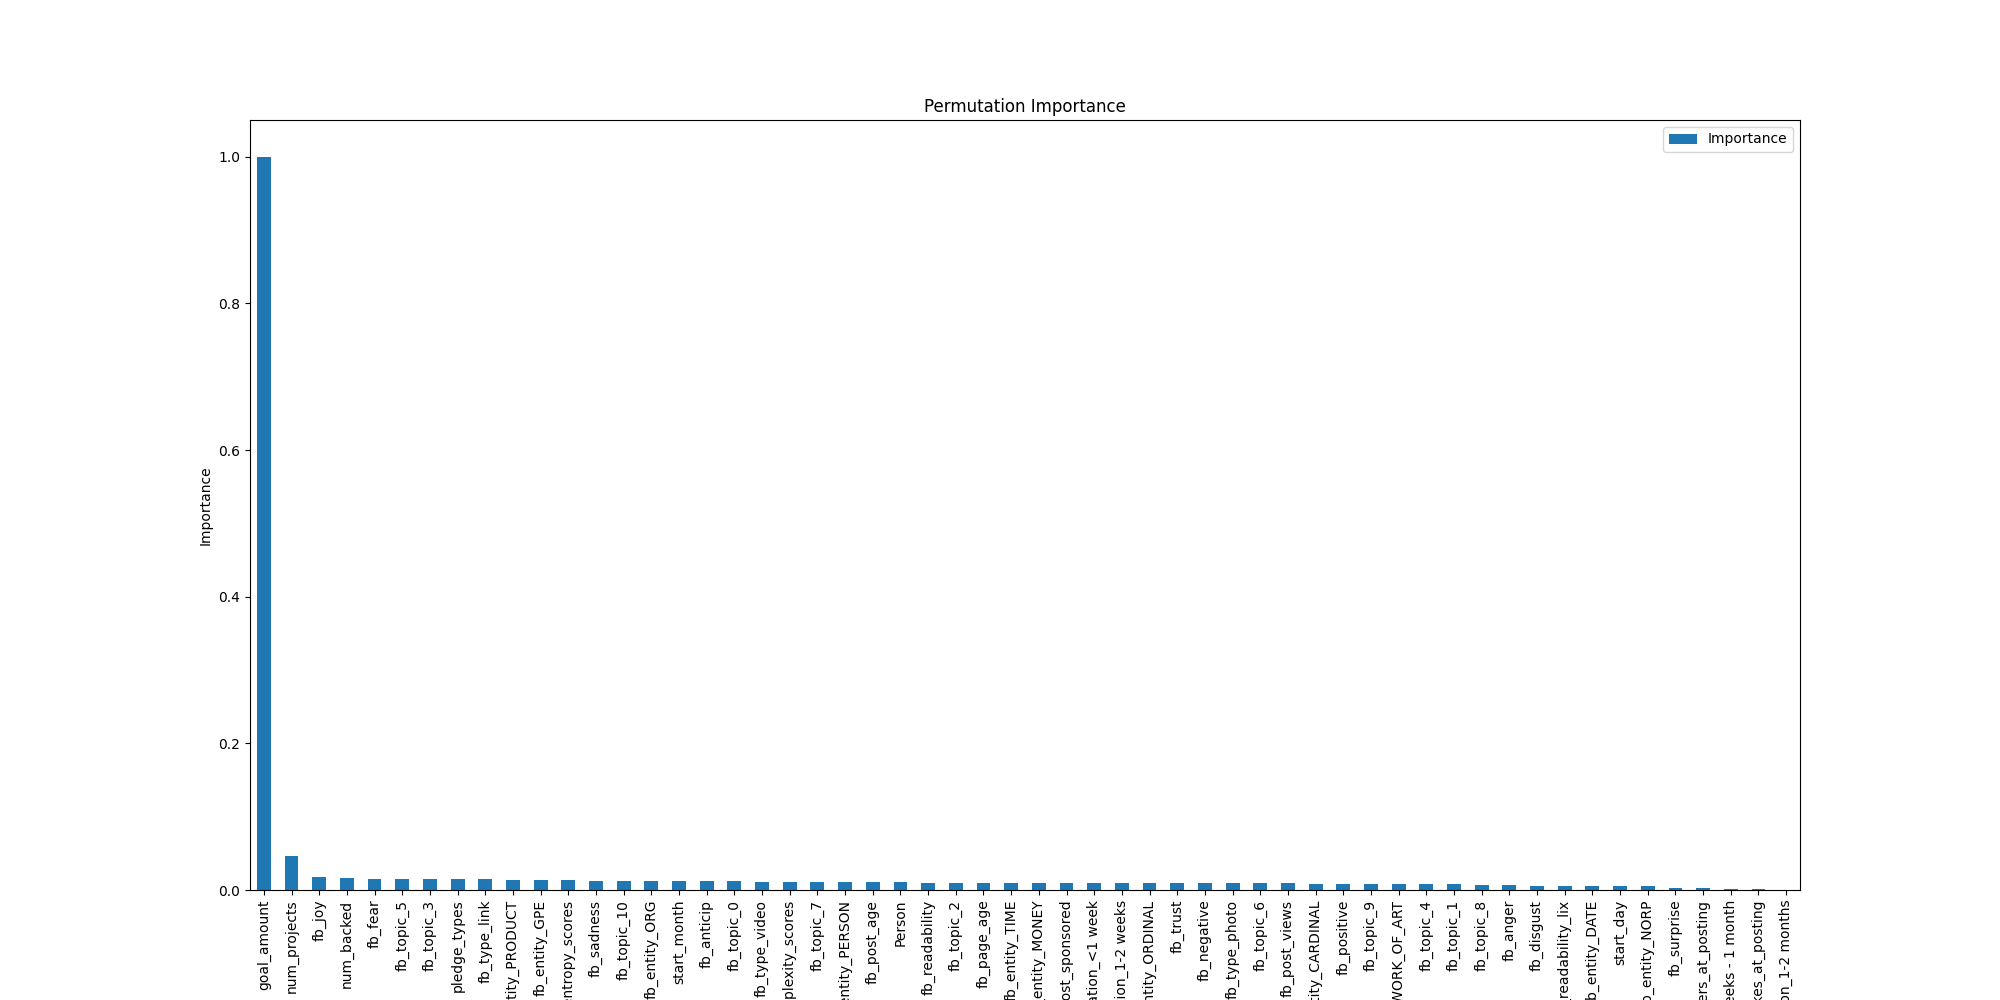 Permutation Importance
Importance
1.0
0.8
0.6
0.4
0.2
0.0
Importance
goal_amount
num_projects
fb_joy
num_backed
fb_fear
fb_topic_5
fb_topic_3
pledge_types
fb_type_link
tity_PRODUCT
fb_entity_GPE
entropy_scores
fb_sadness
fb_topic_10
fb_entity_ORG
start_month
fb_anticip
fb_topic_0
fb_type_video
plexity_scores
fb_topic_7
entity_PERSON
fb_post_age
Person
fb_readability
fb_topic_2
fb_page_age
fb_entity_TIME
entity_MONEY
ost_sponsored
ation_<1 week
ion_1-2 weeks
ntity_ORDINAL
fb_trust
fb_negative
fb_type_photo
fb_topic_6
fb_post_views
tity_CARDINAL
fb_positive
fb_topic_9
WORK_OF_ART
fb_topic_4
fb_topic_1
fb_topic_8
fb_anger
fb_disgust
_readability_lix
b_entity_DATE
start_day
o_entity_NORP
fb_surprise
ers_at_posting
eeks - 1 month
kes_at_posting
on_1-2 months